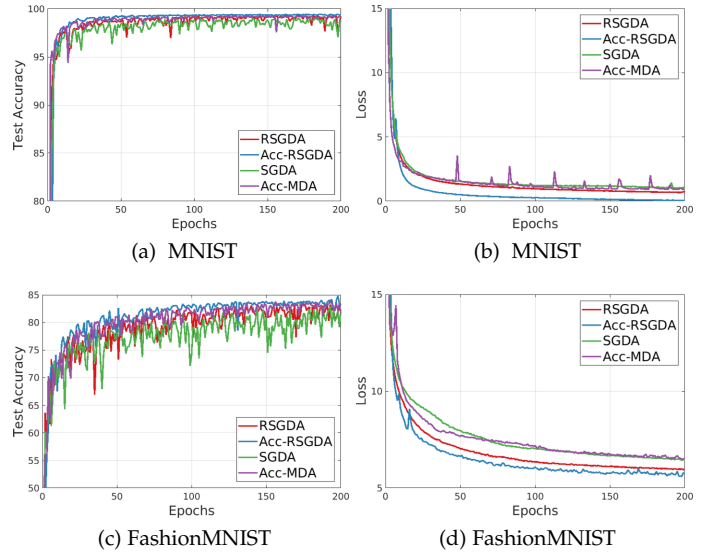 100
95
90
85
80
Test Accuracy
0 50 100 150 200
Epochs
RSGDA
Acc-RSGDA
SGDA
Acc-MDA
(a) MNIST
15
10
5
0
Loss
0 50 100 150 200
Epochs
RSGDA
Acc-RSGDA
SGDA
Acc-MDA
(b) MNIST
85
80
75
70
65
60
55
50
Test Accuracy
0 50 100 150 200
Epochs
RSGDA
Acc-RSGDA
SGDA
Acc-MDA
(c) FashionMNIST
15
10
5
Loss
0 50 100 150 200
Epochs
RSGDA
Acc-RSGDA
SGDA
Acc-MDA
(d) FashionMNIST